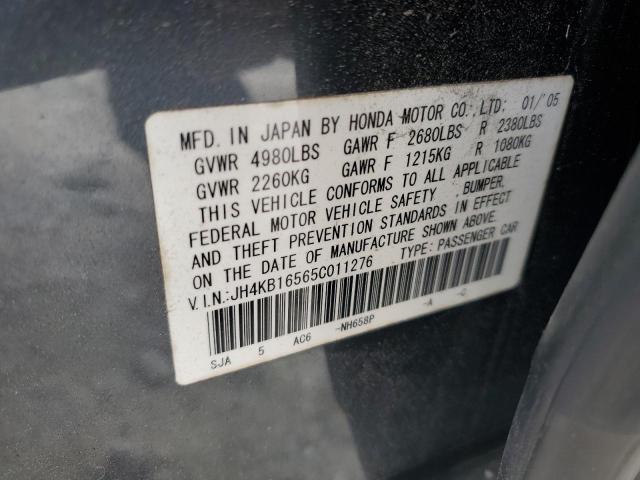 MFD. IN JAPAN BY HONDA MOTOR CO., LTD: 01/'05
GVWR 4980LBS GAWR F 2680LBS R 2380LBS
GVWR 2260KG GAWR F 1215KG R 1080KG
THIS VEHICLE CONFORMS TO ALL APPLICABLE
FEDERAL MOTOR VEHICLE SAFETY, BUMPER,
AND THEFT PREVENTION STANDARDS IN EFFECT
ON THE DATE OF MANUFACTURE SHOWN ABOVE.
V.I.N.:JH4KB16565C011276 TYPE: PASSENGER CAR
SJA 5 AC6 -NH658P -A -C